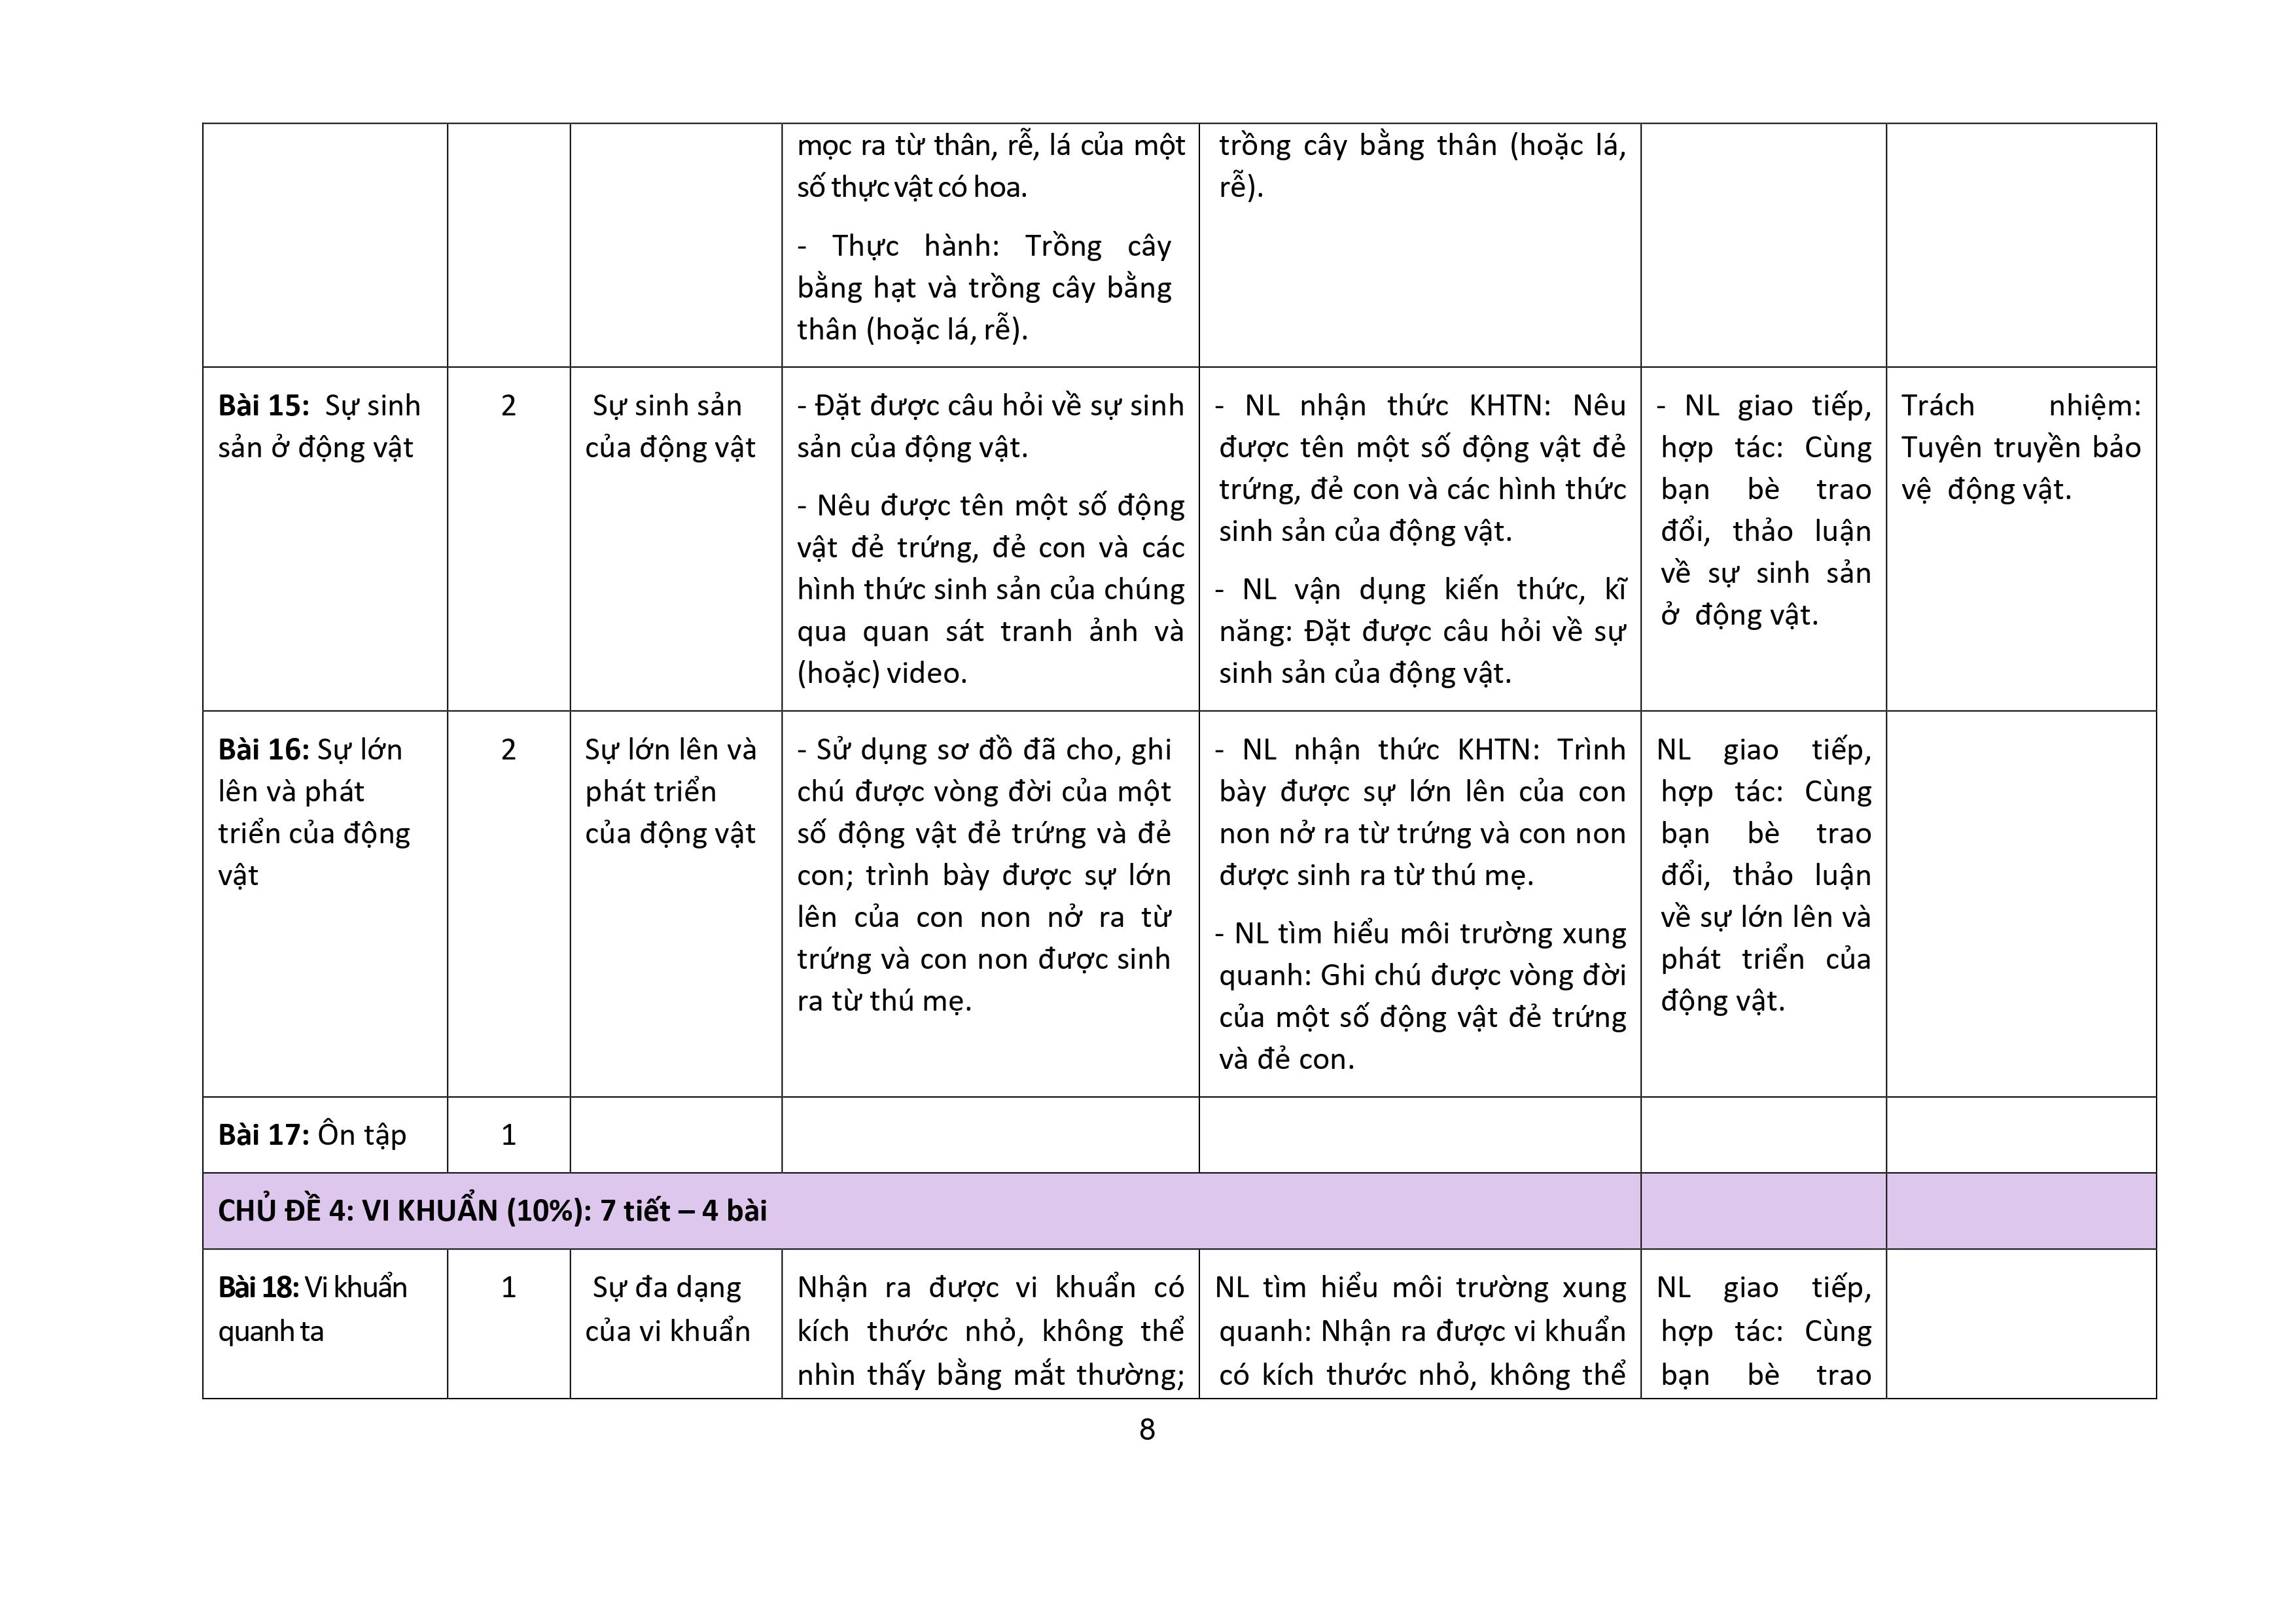 mọc ra từ thân, rễ, lá của một
số thực vật có hoa.
- Thực hành: Trồng cây
bằng hạt và trồng cây bằng
thân (hoặc lá, rễ).
trồng cây bằng thân (hoặc lá,
rễ).
Bài 15: Sự sinh
sản ở động vật
2
Sự sinh sản
của động vật
- Đặt được câu hỏi về sự sinh
sản của động vật.
- Nêu được tên một số động
vật đẻ trứng, đẻ con và các
hình thức sinh sản của chúng
qua quan sát tranh ảnh và
(hoặc) video.
- NL nhận thức KHTN: Nêu
được tên một số động vật đẻ
trứng, đẻ con và các hình thức
sinh sản của động vật.
- NL vận dụng kiến thức, kĩ
năng: Đặt được câu hỏi về sự
sinh sản của động vật.
- NL giao tiếp,
hợp tác: Cùng
bạn bè trao
đổi, thảo luận
về sự sinh sản
ở động vật.
Trách nhiệm:
Tuyên truyền bảo
vệ động vật.
Bài 16: Sự lớn
lên và phát
triển của động
vật
2
Sự lớn lên và
phát triển
của động vật
- Sử dụng sơ đồ đã cho, ghi
chú được vòng đời của một
số động vật đẻ trứng và đẻ
con; trình bày được sự lớn
lên của con non nở ra từ
trứng và con non được sinh
ra từ thú mẹ.
- NL nhận thức KHTN: Trình
bày được sự lớn lên của con
non nở ra từ trứng và con non
được sinh ra từ thú mẹ.
- NL tìm hiểu môi trường xung
quanh: Ghi chú được vòng đời
của một số động vật đẻ trứng
và đẻ con.
NL giao tiếp,
hợp tác: Cùng
bạn bè trao
đổi, thảo luận
về sự lớn lên và
phát triển của
động vật.
Bài 17: Ôn tập
1
CHỦ ĐỀ 4: VI KHUẨN (10%): 7 tiết – 4 bài
Bài 18: Vi khuẩn
quanh ta
1
Sự đa dạng
của vi khuẩn
Nhận ra được vi khuẩn có
kích thước nhỏ, không thể
nhìn thấy bằng mắt thường;
NL tìm hiểu môi trường xung
quanh: Nhận ra được vi khuẩn
có kích thước nhỏ, không thể
NL giao tiếp,
hợp tác: Cùng
bạn bè trao
8